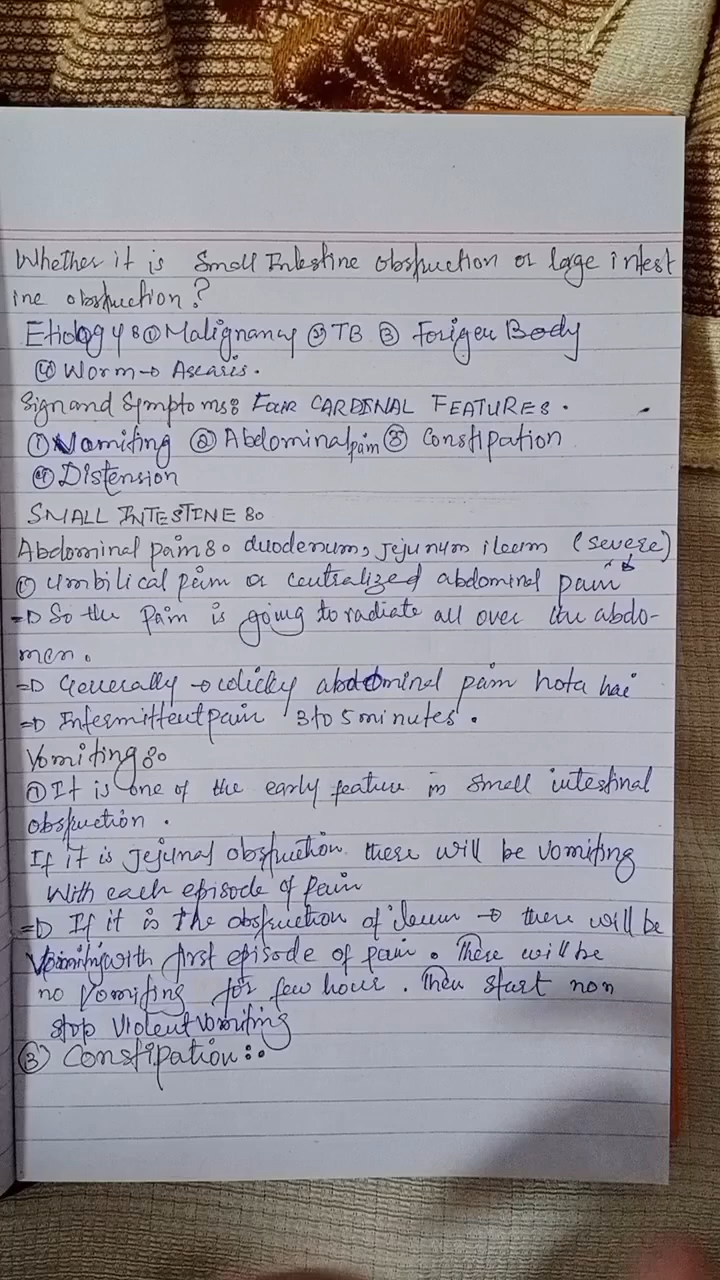 Whether it is Small Intestine obstruction or large intest
ine obstruction?
Etiology: ① Malignancy ② TB ③ Forigen Body
④ Worm → Ascaris.
Sign and Symptoms: FOUR CARDINAL FEATURES.
① Vomiting ② Abdominal pain ③ Constipation
④ Distension
SMALL INTESTINE :
Abdominal pain: duodenum, jejunum ileum (severe)
① Umbilical pain or centralized abdominal pain
⇒ So the pain is going to radiate all over the abdo-
men.
⇒ Generally → colicky abdominal pain hota hai
⇒ Intermittent pain 3 to 5 minutes.
Vomiting :
① It is one of the early feature in small intestinal
obstruction.
If it is Jejunal obstruction there will be vomiting
with each episode of pain
⇒ If it is the obstruction of ileum → there will be
Vomiting with first episode of pain. There will be
no Vomiting for few hour. Then start non
stop Violent vomiting
③ Constipation :